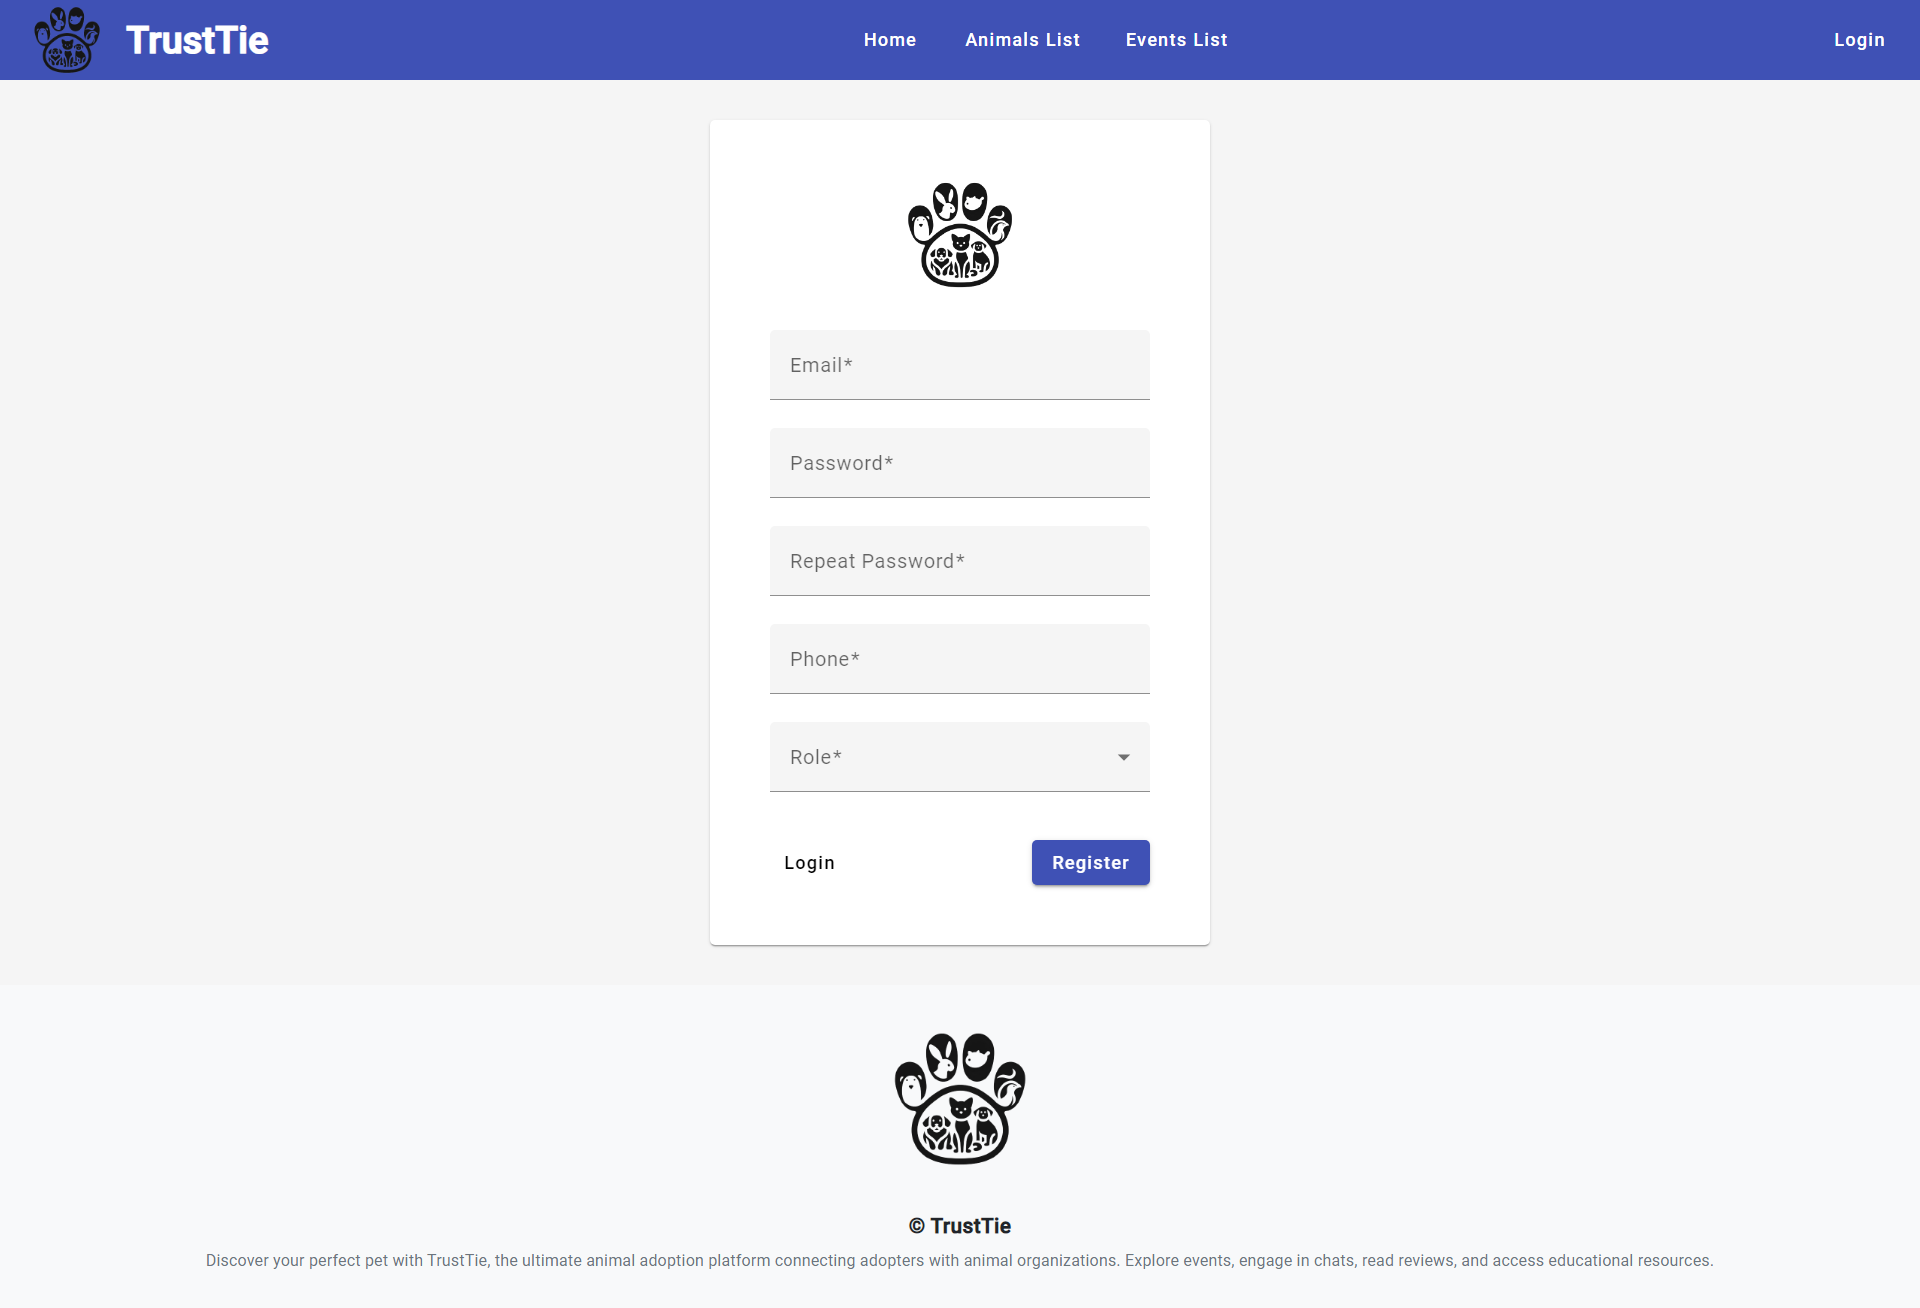 TrustTie
Home Animals List Events List
Login
Email*
Password*
Repeat Password*
Phone*
Role*
Login Register
© TrustTie
Discover your perfect pet with TrustTie, the ultimate animal adoption platform connecting adopters with animal organizations. Explore events, engage in chats, read reviews, and access educational resources.